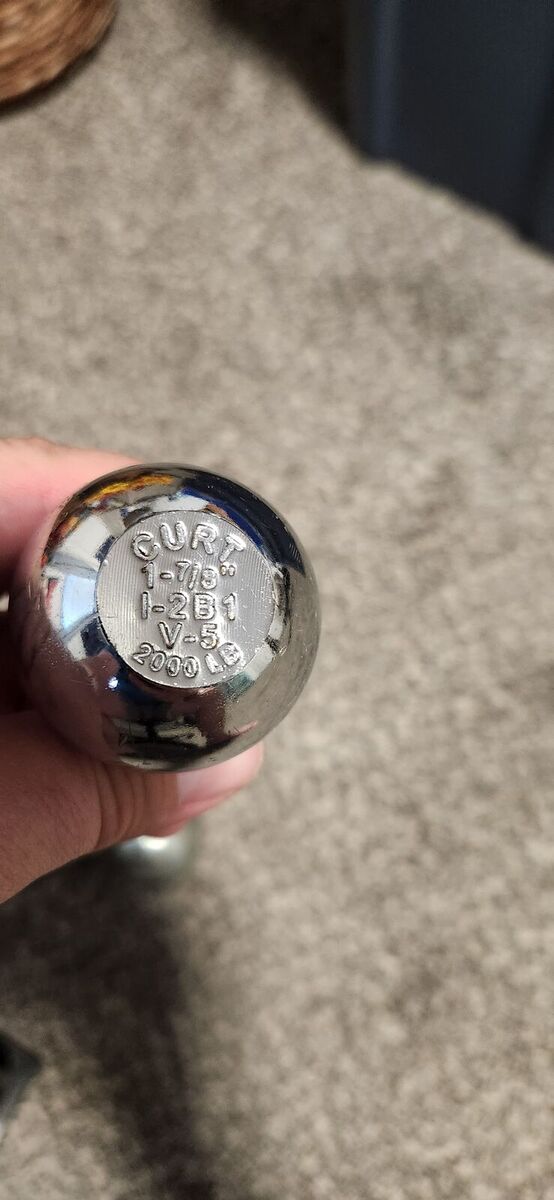 CURT
1-7/8"
I-2B1
V-5
2000 LB